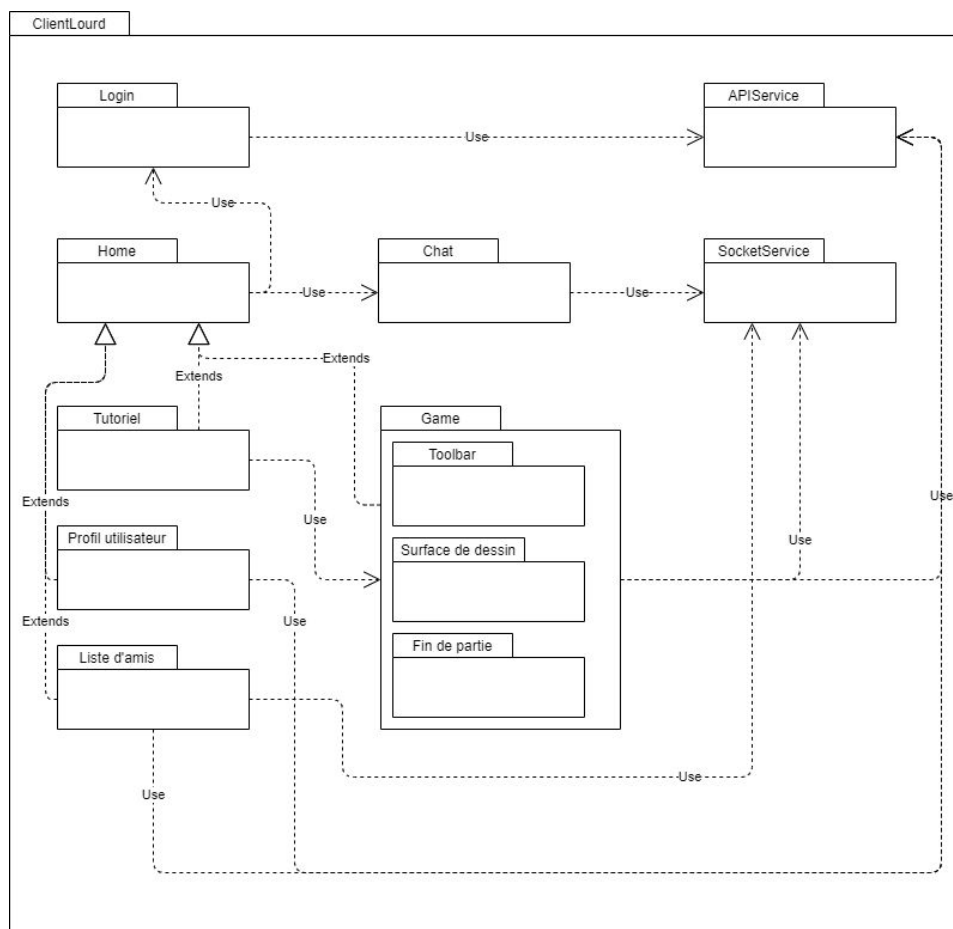 ClientLourd
Login
APIService
Use
Use
Home
Chat
SocketService
Use
Use
Extends
Extends
Tutoriel
Game
Toolbar
Extends
Use
Use
Profil utilisateur
Surface de dessin
Use
Extends
Use
Fin de partie
Liste d'amis
Use
Use